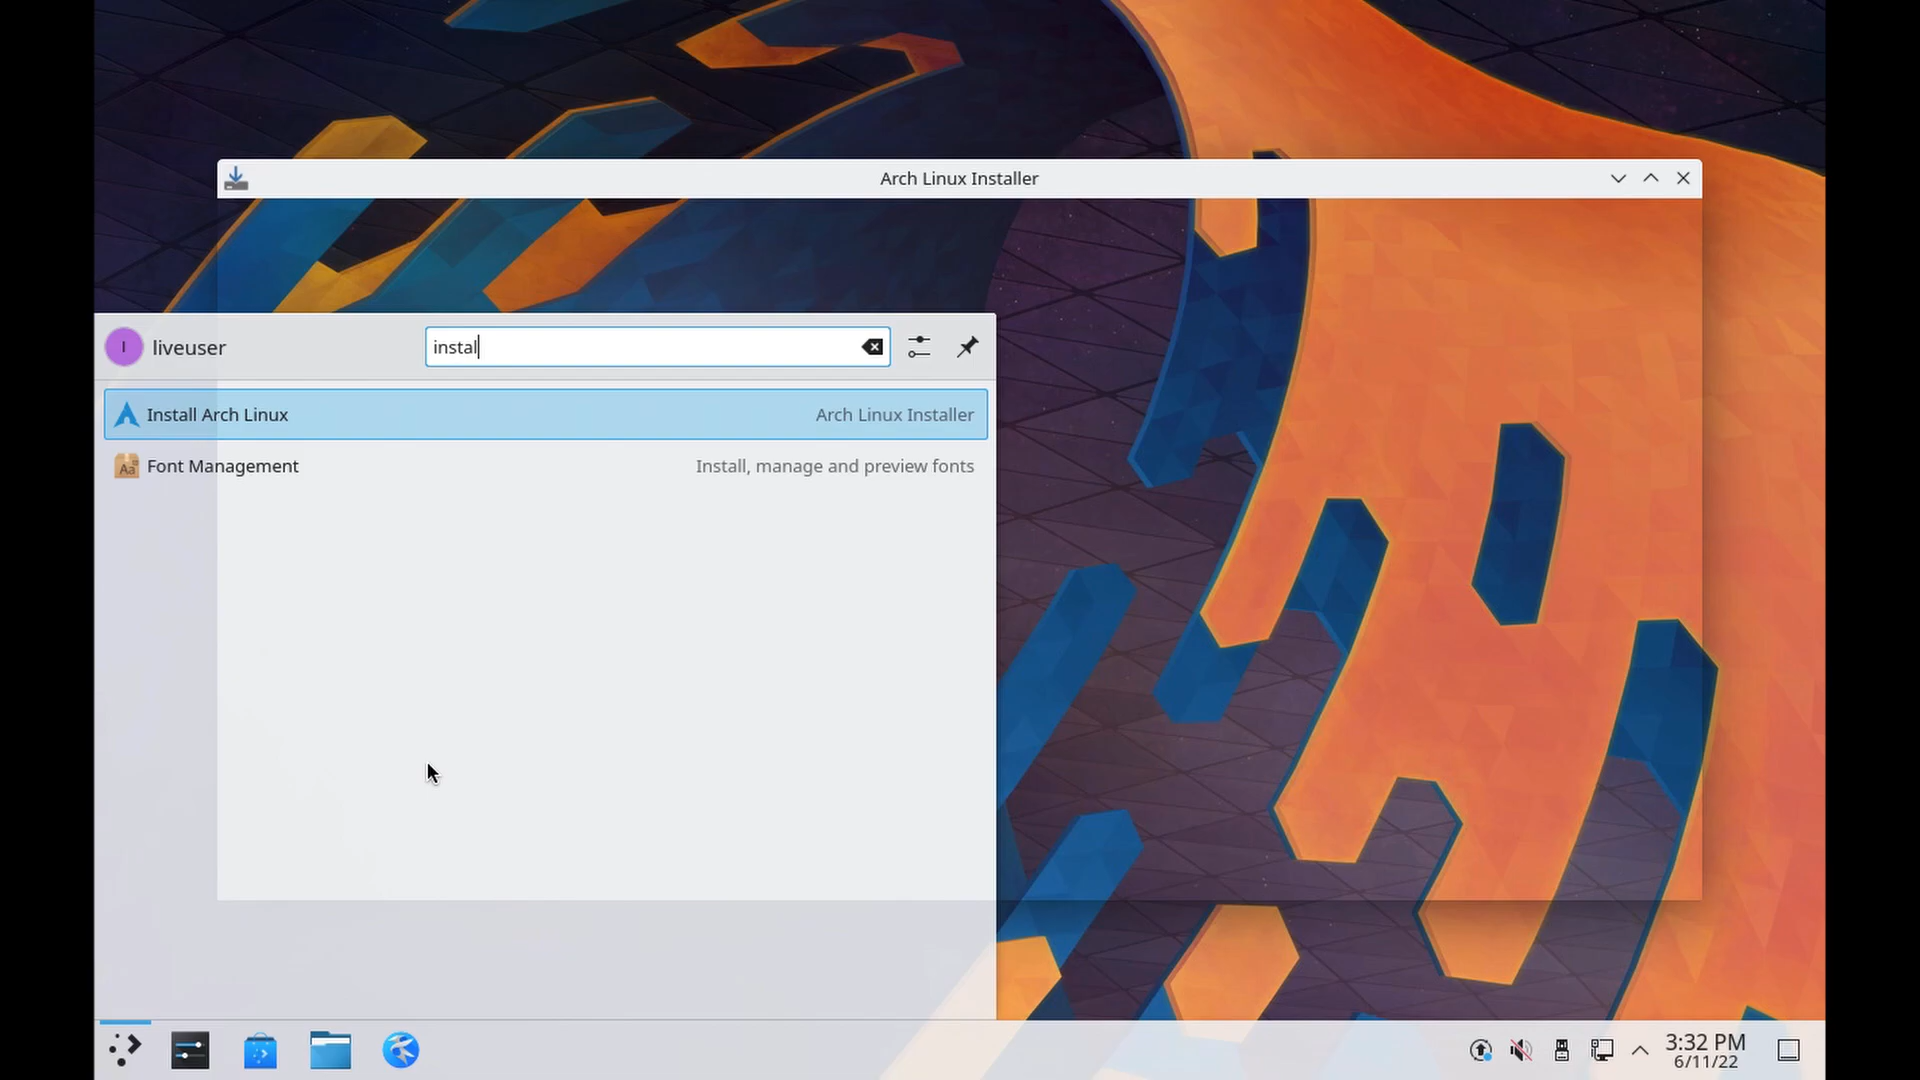 Arch Linux Installer
I
liveuser
instal
Install Arch Linux
Arch Linux Installer
Aa
Font Management
Install, manage and preview fonts
3:32 PM
6/11/22